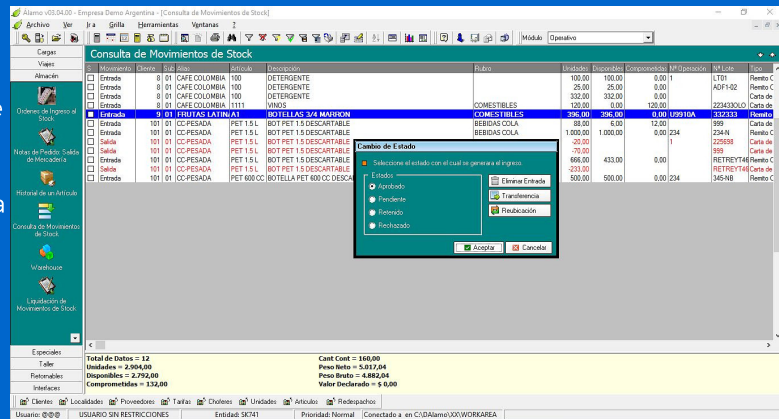 Álamo v03.04.00 - Empresa Demo Argentina - [Consulta de Movimientos de Stock]
Archivo Ver Ir a Grilla Herramientas Ventanas ?
Módulo Operativo
Cargas
Viajes
Almacén
Ordenes de Ingreso al Stock
Notas de Pedido: Salida de Mercadería
Historial de un Artículo
Consulta de Movimientos de Stock
Warehouse
Liquidación de Movimientos de Stock
Especiales
Taller
Retornables
Interfaces
Consulta de Movimientos de Stock
S Movimiento Cliente Sub Alias Artículo Descripción Rubro Unidades Disponibles Comprometidas Nª Operación Nª Lote Tipo
Entrada 8 01 CAFE COLOMBIA 100 DETERGENTE 100,00 100,00 0,00 1 LT01 Remito C
Entrada 8 01 CAFE COLOMBIA 100 DETERGENTE 25,00 25,00 0,00 ADF1-02 Remito C
Entrada 8 01 CAFE COLOMBIA 100 DETERGENTE 332,00 332,00 0,00 Carta de
Entrada 8 01 CAFE COLOMBIA 1111 VINOS COMESTIBLES 120,00 0,00 120,00 223433OLO Carta de
Entrada 9 01 FRUTAS LATINA A1 BOTELLAS 3/4 MARRON COMESTIBLES 396,00 396,00 0,00 U9910A 332333 Remito
Entrada 101 01 CC-PESADA PET 1.5 L BOT PET 1.5 DESCARTABLE BEBIDAS COLA 88,00 6,00 12,00 999 Carta de
Entrada 101 01 CC-PESADA PET 1.5 L BOT PET 1.5 DESCARTABLE BEBIDAS COLA 1.000,00 1.000,00 0,00 234 234-N Remito C
Salida 101 01 CC-PESADA PET 1.5 L BOT PET 1.5 DESCARTABLE -20,00 1 225698 Carta de
Salida 101 01 CC-PESADA PET 1.5 L BOT PET 1.5 DESCARTABLE -70,00 999 Carta de
Entrada 101 01 CC-PESADA PET 1.5 L BOT PET 1.5 DESCARTABLE 666,00 433,00 0,00 RETREYT46 Remito C
Salida 101 01 CC-PESADA PET 1.5 L BOT PET 1.5 DESCARTABLE -233,00 RETREYT46 Carta de
Entrada 101 01 CC-PESADA PET 600 CC BOTELLA PET 600 CC DESCA 500,00 500,00 0,00 234 345-NB Remito C
Cambio de Estado
Seleccione el estado con el cual se generara el ingreso.
Estados
Aprobado
Pendiente
Retenido
Rechazado
Eliminar Entrada
Transferencia
Reubicación
Aceptar Cancelar
Total de Datos = 12 Cant Cont = 160,00
Unidades = 2.904,00 Peso Neto = 5.017,04
Disponibles = 2.792,00 Peso Bruto = 4.882,04
Comprometidas = 132,00 Valor Declarado = $ 0,00
Clientes Localidades Proveedores Tarifas Choferes Unidades Artículos Redespachos
Usuario: @@@ USUARIO SIN RESTRICCIONES Entidad: SK741 Prioridad: Normal Conectado a en C:\DAlamo\XX\WORKAREA